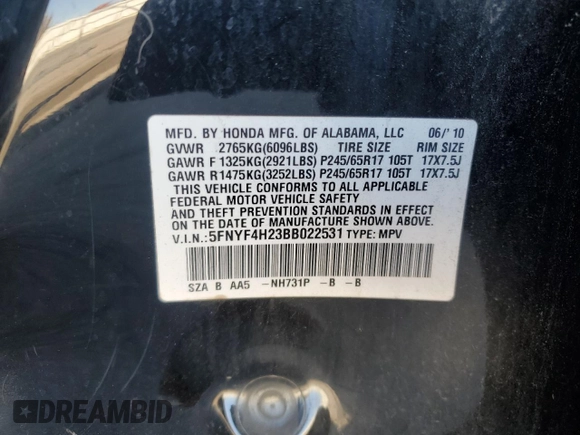 MFD. BY HONDA MFG. OF ALABAMA, LLC 06/'10
GVWR 2765KG(6096LBS) TIRE SIZE RIM SIZE
GAWR F 1325KG(2921LBS) P245/65R17 105T 17X7.5J
GAWR R 1475KG(3252LBS) P245/65R17 105T 17X7.5J
THIS VEHICLE CONFORMS TO ALL APPLICABLE
FEDERAL MOTOR VEHICLE SAFETY
AND THEFT PREVENTION STANDARDS IN EFFECT
ON THE DATE OF MANUFACTURE SHOWN ABOVE.
V.I.N.: 5FNYF4H23BB022531 TYPE: MPV
SZA B AA5 -NH731P -B -B
DREAMBID